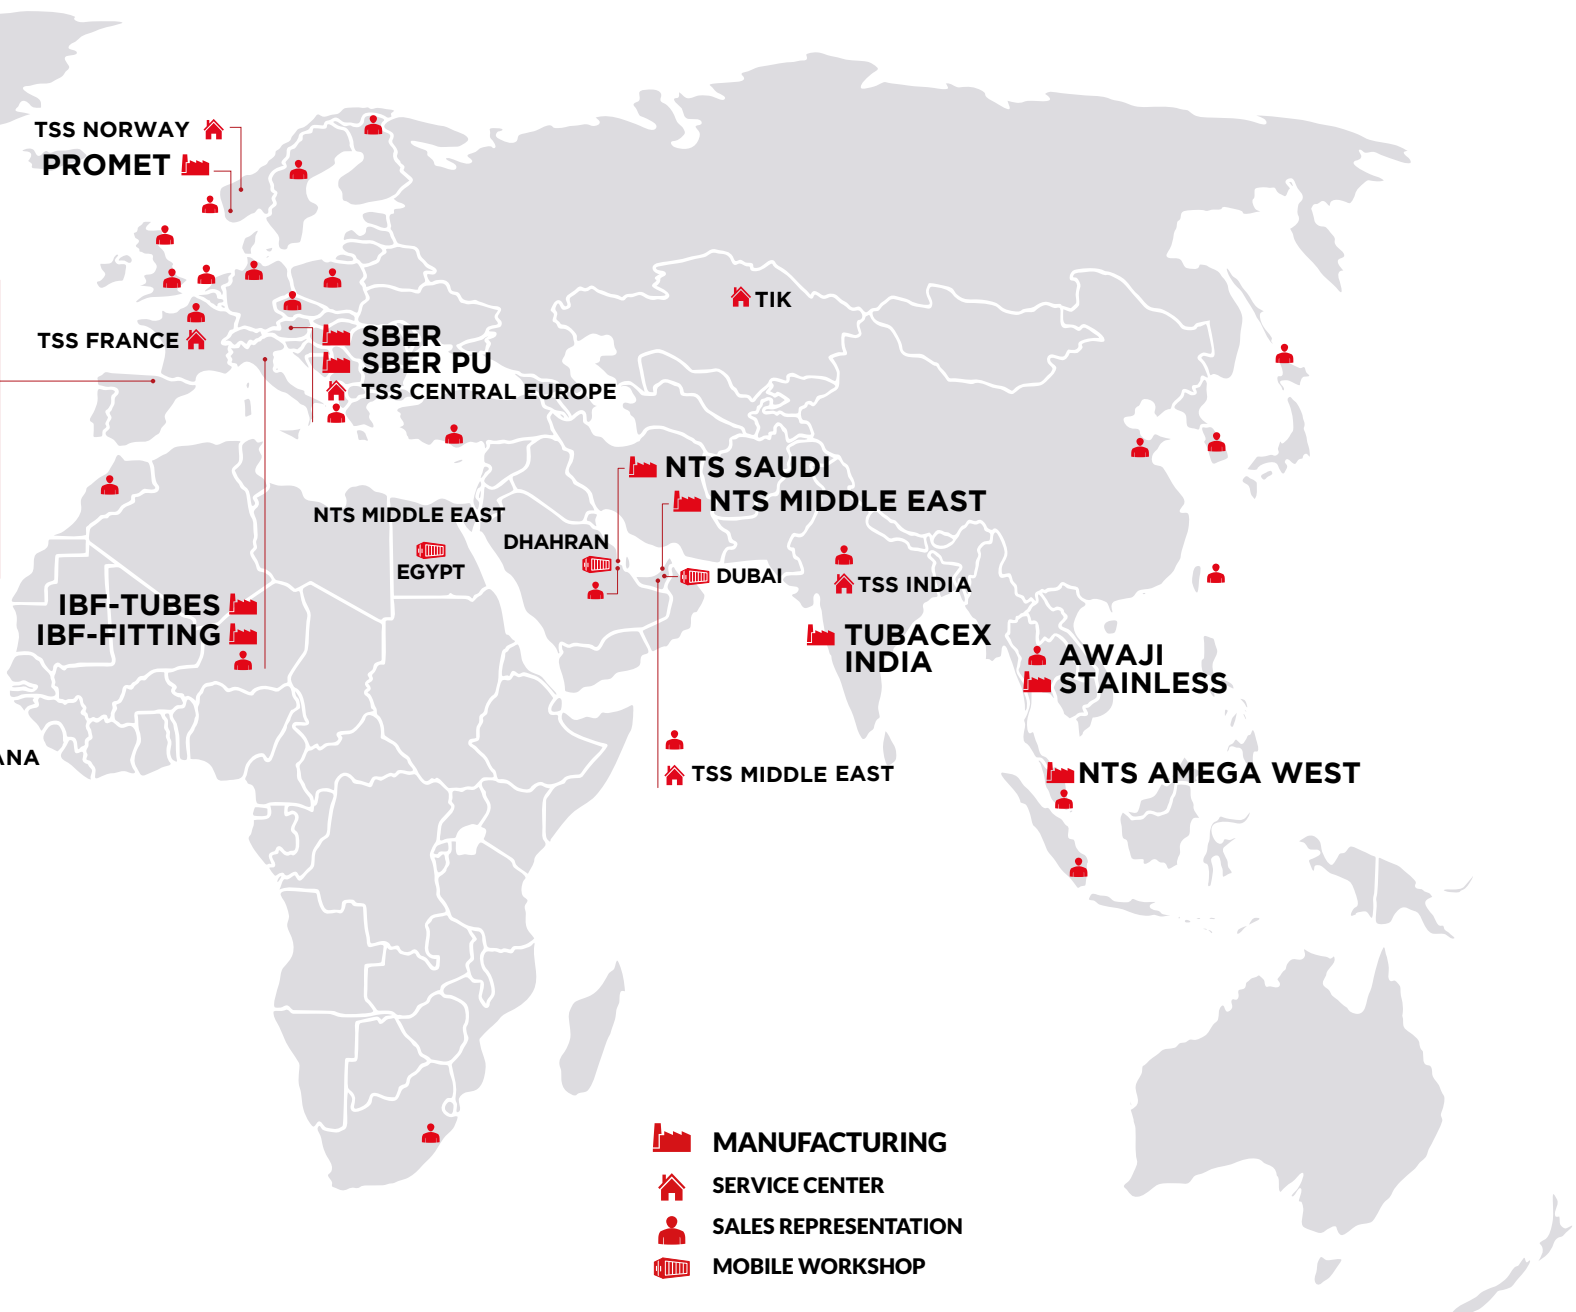 TSS NORWAY
PROMET
TIK
TSS FRANCE
SBER
SBER PU
TSS CENTRAL EUROPE
NTS SAUDI
NTS MIDDLE EAST
NTS MIDDLE EAST
EGYPT
DHAHRAN
DUBAI
TSS INDIA
IBF-TUBES
IBF-FITTING
TUBACEX
INDIA
AWAJI
STAINLESS
ANA
TSS MIDDLE EAST
NTS AMEGA WEST
MANUFACTURING
SERVICE CENTER
SALES REPRESENTATION
MOBILE WORKSHOP